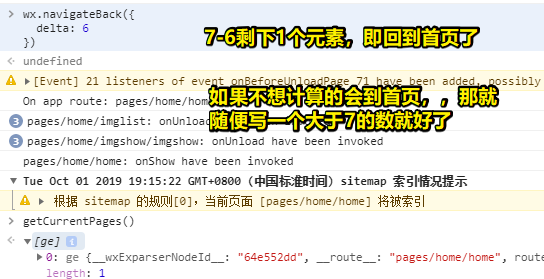 wx.navigateBack({
delta: 6
})
7-6剩下1个元素，即回到首页了
undefined
[Event] 21 listeners of event onBeforeUnloadPage_71 have been added, possibly
On app route: pages/home/home
如果不想计算的会到首页，，那就
随便写一个大于7的数就好了
3 pages/imglist: onUnload
3 pages/imgshow/imgshow: onUnload have been invoked
pages/home/home: onShow have been invoked
Tue Oct 01 2019 19:15:22 GMT+0800 (中国标准时间) sitemap 索引情况提示
根据 sitemap 的规则[0]，当前页面 [pages/home/home] 将被索引
getCurrentPages()
[ge]
0: ge {__wxExparserNodeId__: "64e552dd", __route__: "pages/home/home", route
length: 1